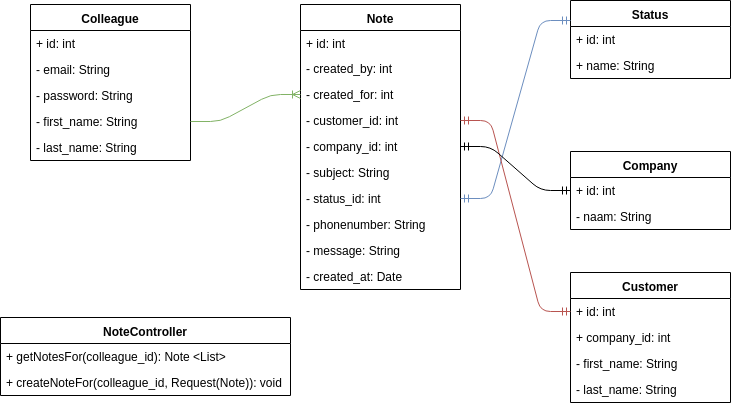 Colleague
+ id: int
- email: String
- password: String
- first_name: String
- last_name: String
Note
+ id: int
- created_by: int
- created_for: int
- customer_id: int
- company_id: int
- subject: String
- status_id: int
- phonenumber: String
- message: String
- created_at: Date
Status
+ id: int
+ name: String
Company
+ id: int
- naam: String
Customer
+ id: int
+ company_id: int
- first_name: String
- last_name: String
NoteController
+ getNotesFor(colleague_id): Note <List>
+ createNoteFor(colleague_id, Request(Note)): void